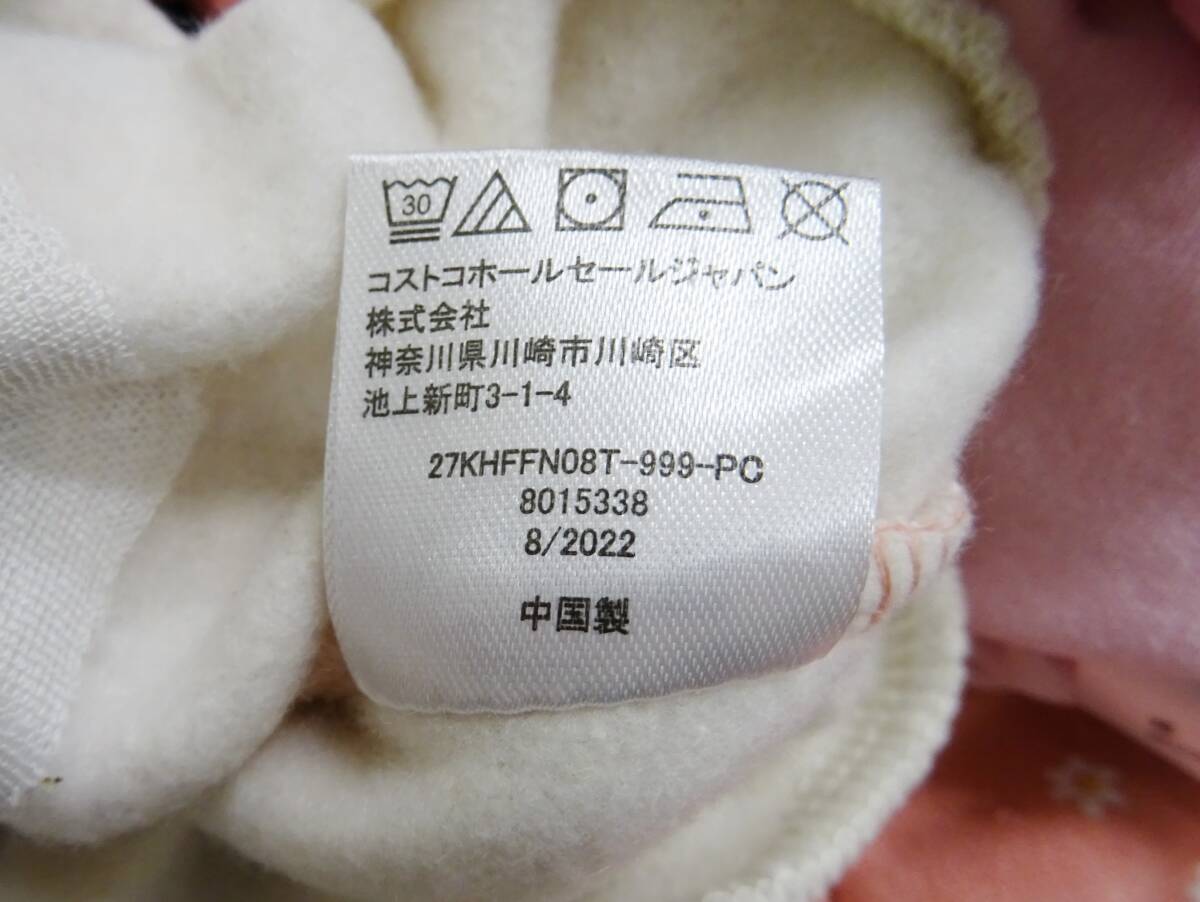 30
コストコホールセールジャパン
株式会社
神奈川県川崎市川崎区
池上新町3-1-4
27KHFFN08T-999-PC
8015338
8/2022
中国製